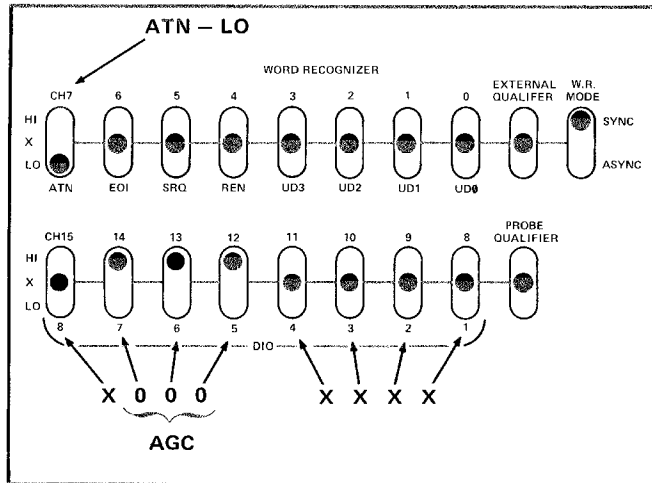 ATN – LO
WORD RECOGNIZER
CH7 6 5 4 3 2 1 0 EXTERNAL QUALIFER W.R. MODE
HI
X
LO
SYNC
ASYNC
ATN EOI SRQ REN UD3 UD2 UD1 UD0
CH15 14 13 12 11 10 9 8 PROBE QUALIFIER
HI
X
LO
8 7 6 5 4 3 2 1
DIO
X 0 0 0 X X X X
AGC